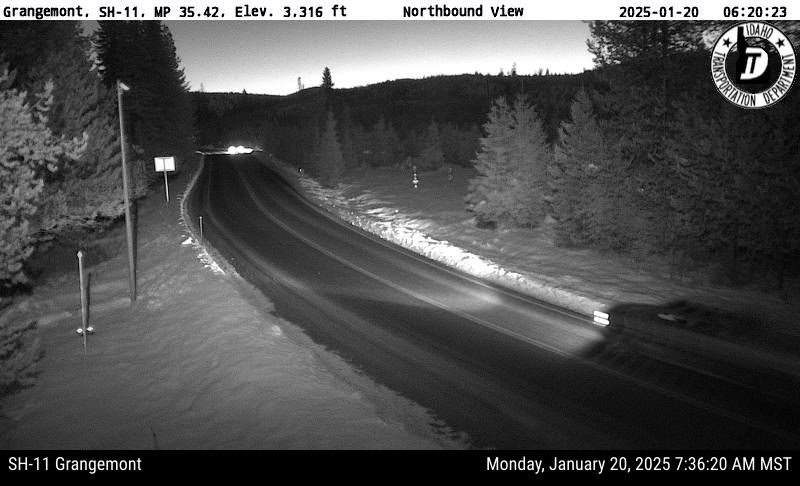 Grangemont, SH-11, MP 35.42, Elev. 3,316 ft Northbound View 2025-01-20 06:20:23
IDAHO
TRANSPORTATION DEPARTMENT
SH-11 Grangemont Monday, January 20, 2025 7:36:20 AM MST